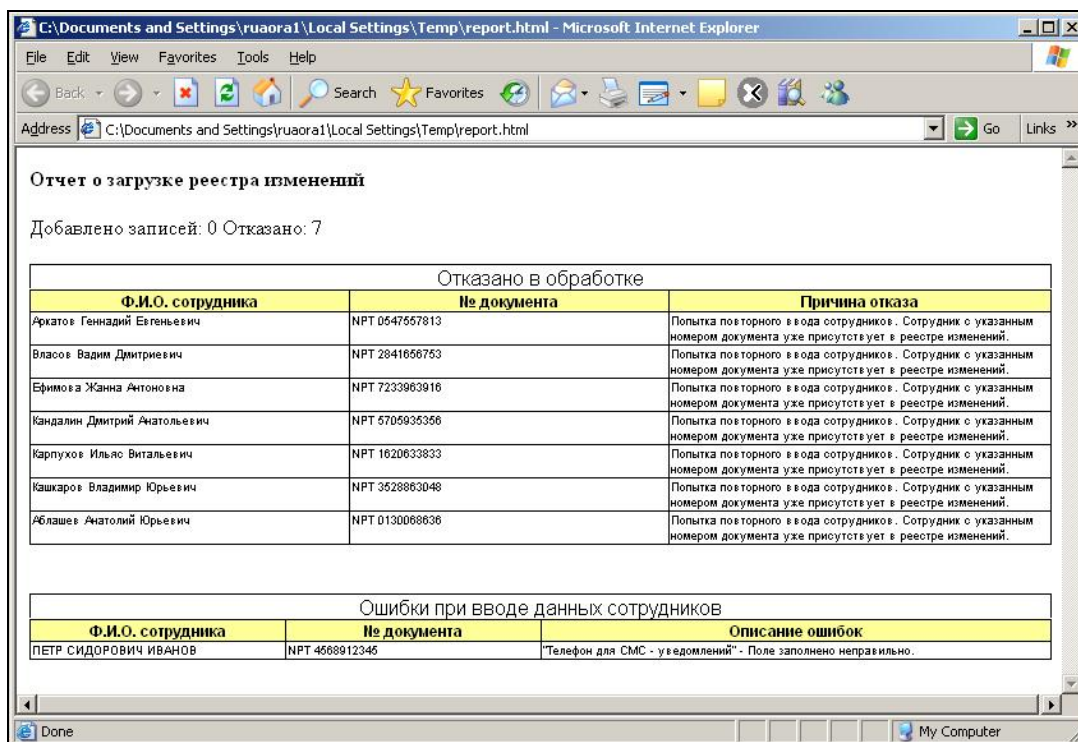 C:\Documents and Settings\ruaora1\Local Settings\Temp\report.html - Microsoft Internet Explorer
File Edit View Favorites Tools Help
Back Search Favorites
Address C:\Documents and Settings\ruaora1\Local Settings\Temp\report.html Go Links »
Отчет о загрузке реестра изменений
Добавлено записей: 0 Отказано: 7
Отказано в обработке
Ф.И.О. сотрудника № документа Причина отказа
Аркатов Геннадий Евгеньевич NPT 0547557813 Попытка повторного ввода сотрудников. Сотрудник с указанным
номером документа уже присутствует в реестре изменений.
Власов Вадим Дмитриевич NPT 2841656753 Попытка повторного ввода сотрудников. Сотрудник с указанным
номером документа уже присутствует в реестре изменений.
Ефимова Жанна Антоновна NPT 7233963916 Попытка повторного ввода сотрудников. Сотрудник с указанным
номером документа уже присутствует в реестре изменений.
Кандалин Дмитрий Анатольевич NPT 5705935356 Попытка повторного ввода сотрудников. Сотрудник с указанным
номером документа уже присутствует в реестре изменений.
Карпухов Ильяс Витальевич NPT 1620633833 Попытка повторного ввода сотрудников. Сотрудник с указанным
номером документа уже присутствует в реестре изменений.
Кашкаров Владимир Юрьевич NPT 3528863048 Попытка повторного ввода сотрудников. Сотрудник с указанным
номером документа уже присутствует в реестре изменений.
Аблашев Анатолий Юрьевич NPT 0130068636 Попытка повторного ввода сотрудников. Сотрудник с указанным
номером документа уже присутствует в реестре изменений.
Ошибки при вводе данных сотрудников
Ф.И.О. сотрудника № документа Описание ошибок
ПЕТР СИДОРОВИЧ ИВАНОВ NPT 4568912345 "Телефон для СМС - уведомлений" - Поле заполнено неправильно.
Done My Computer